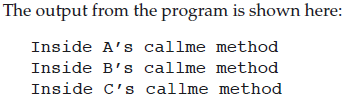 The output from the program is shown here:
Inside A's callme method
Inside B's callme method
Inside C's callme method